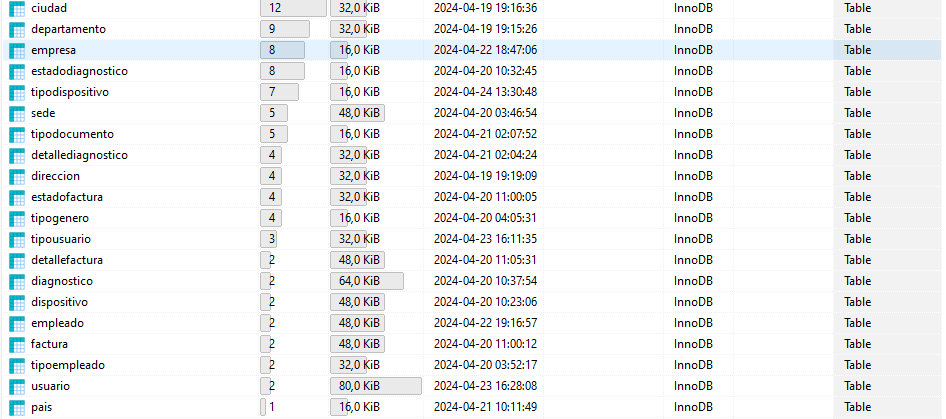 ciudad 12 32,0 KiB 2024-04-19 19:16:36 InnoDB Table
departamento 9 32,0 KiB 2024-04-19 19:15:26 InnoDB Table
empresa 8 16,0 KiB 2024-04-22 18:47:06 InnoDB Table
estadodiagnostico 8 16,0 KiB 2024-04-20 10:32:45 InnoDB Table
tipodispositivo 7 16,0 KiB 2024-04-24 13:30:48 InnoDB Table
sede 5 48,0 KiB 2024-04-20 03:46:54 InnoDB Table
tipodocumento 5 16,0 KiB 2024-04-21 02:07:52 InnoDB Table
detallediagnostico 4 32,0 KiB 2024-04-21 02:04:24 InnoDB Table
direccion 4 32,0 KiB 2024-04-19 19:19:09 InnoDB Table
estadofactura 4 32,0 KiB 2024-04-20 11:00:05 InnoDB Table
tipogenero 4 16,0 KiB 2024-04-20 04:05:31 InnoDB Table
tipousuario 3 32,0 KiB 2024-04-23 16:11:35 InnoDB Table
detallefactura 2 48,0 KiB 2024-04-20 11:05:31 InnoDB Table
diagnostico 2 64,0 KiB 2024-04-20 10:37:54 InnoDB Table
dispositivo 2 48,0 KiB 2024-04-20 10:23:06 InnoDB Table
empleado 2 48,0 KiB 2024-04-22 19:16:57 InnoDB Table
factura 2 48,0 KiB 2024-04-20 11:00:12 InnoDB Table
tipoempleado 2 32,0 KiB 2024-04-20 03:52:17 InnoDB Table
usuario 2 80,0 KiB 2024-04-23 16:28:08 InnoDB Table
pais 1 16,0 KiB 2024-04-21 10:11:49 InnoDB Table